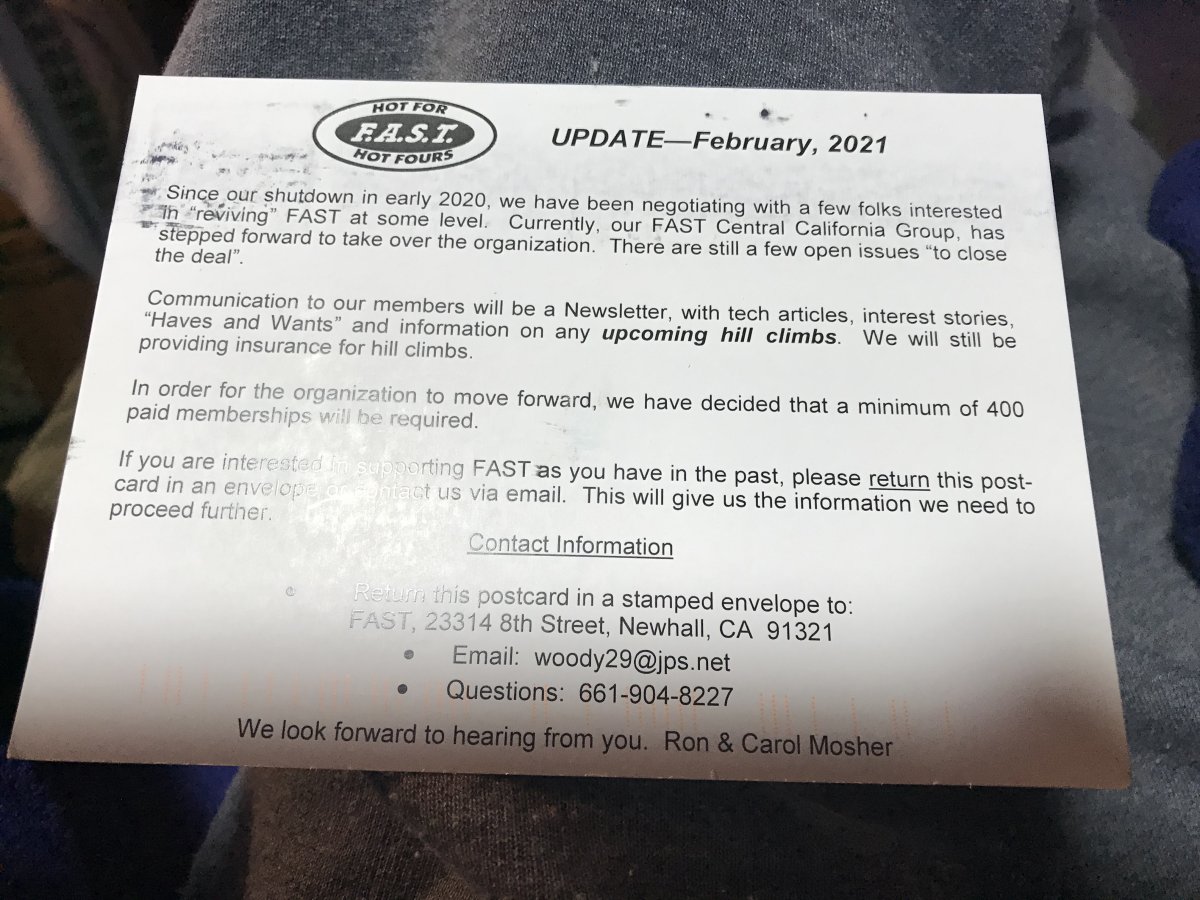 HOT FOR
F.A.S.T.
HOT FOURS
UPDATE—February, 2021
Since our shutdown in early 2020, we have been negotiating with a few folks interested
in “reviving” FAST at some level. Currently, our FAST Central California Group, has
stepped forward to take over the organization. There are still a few open issues “to close
the deal”.
Communication to our members will be a Newsletter, with tech articles, interest stories,
“Haves and Wants” and information on any upcoming hill climbs. We will still be
providing insurance for hill climbs.
In order for the organization to move forward, we have decided that a minimum of 400
paid memberships will be required.
If you are interested in supporting FAST as you have in the past, please return this post-
card in an envelope or contact us via email. This will give us the information we need to
proceed further.
Contact Information
• Return this postcard in a stamped envelope to:
FAST, 23314 8th Street, Newhall, CA 91321
• Email: woody29@jps.net
• Questions: 661-904-8227
We look forward to hearing from you. Ron & Carol Mosher